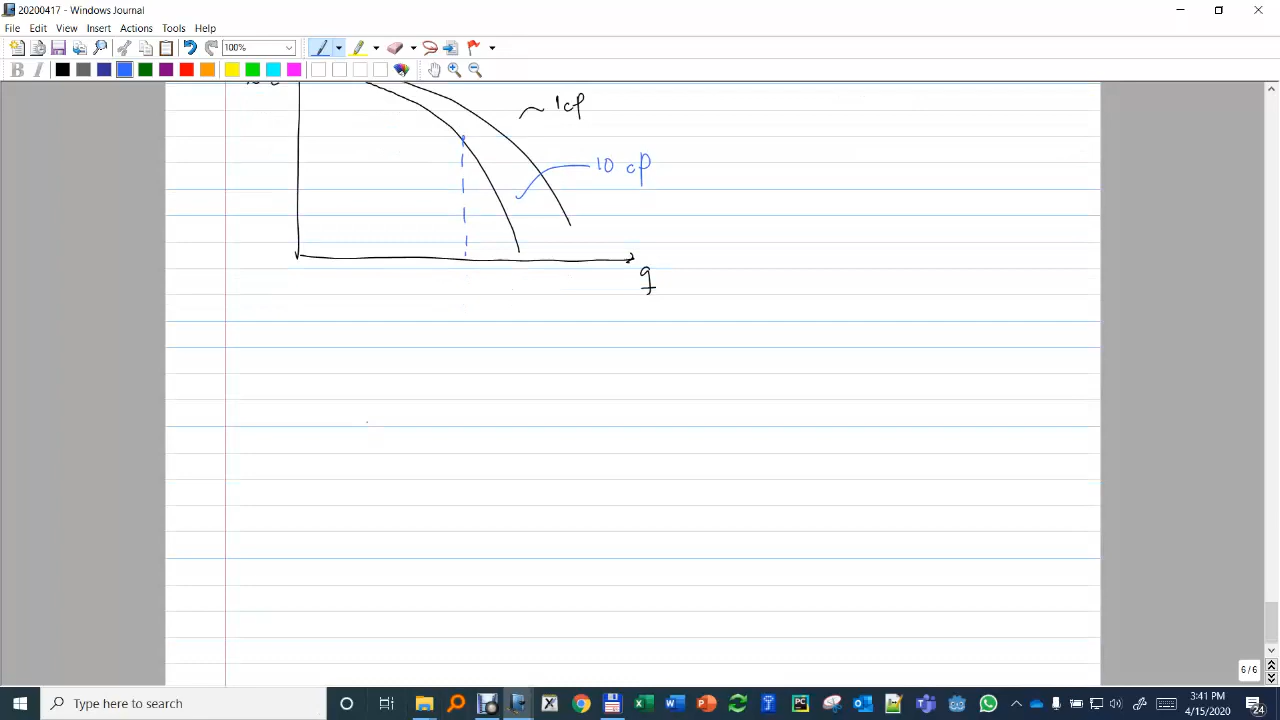 20200417 - Windows Journal
File Edit View Insert Actions Tools Help
100%
B I
~ 1cp
10 cp
q
6/6
Type here to search
3:41 PM
4/15/2020
24